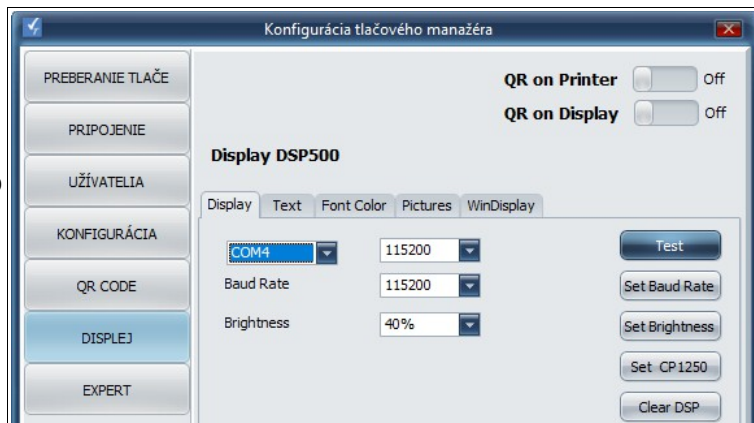 Konfigurácia tlačového manažéra
PREBERANIE TLAČE
PRIPOJENIE
UŽÍVATELIA
KONFIGURÁCIA
QR CODE
DISPLEJ
EXPERT
QR on Printer Off
QR on Display Off
Display DSP500
Display Text Font Color Pictures WinDisplay
COM4 115200 Test
Baud Rate 115200 Set Baud Rate
Brightness 40% Set Brightness
Set CP1250
Clear DSP